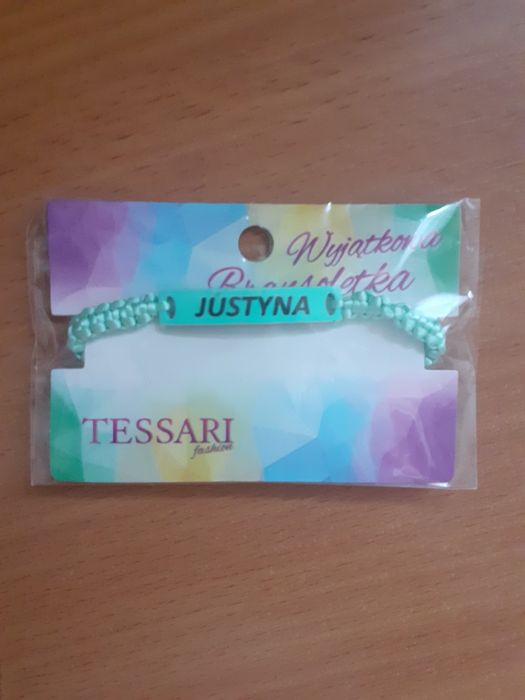 Wyjątkowa
Bransoletka
JUSTYNA
TESSARI
fashion